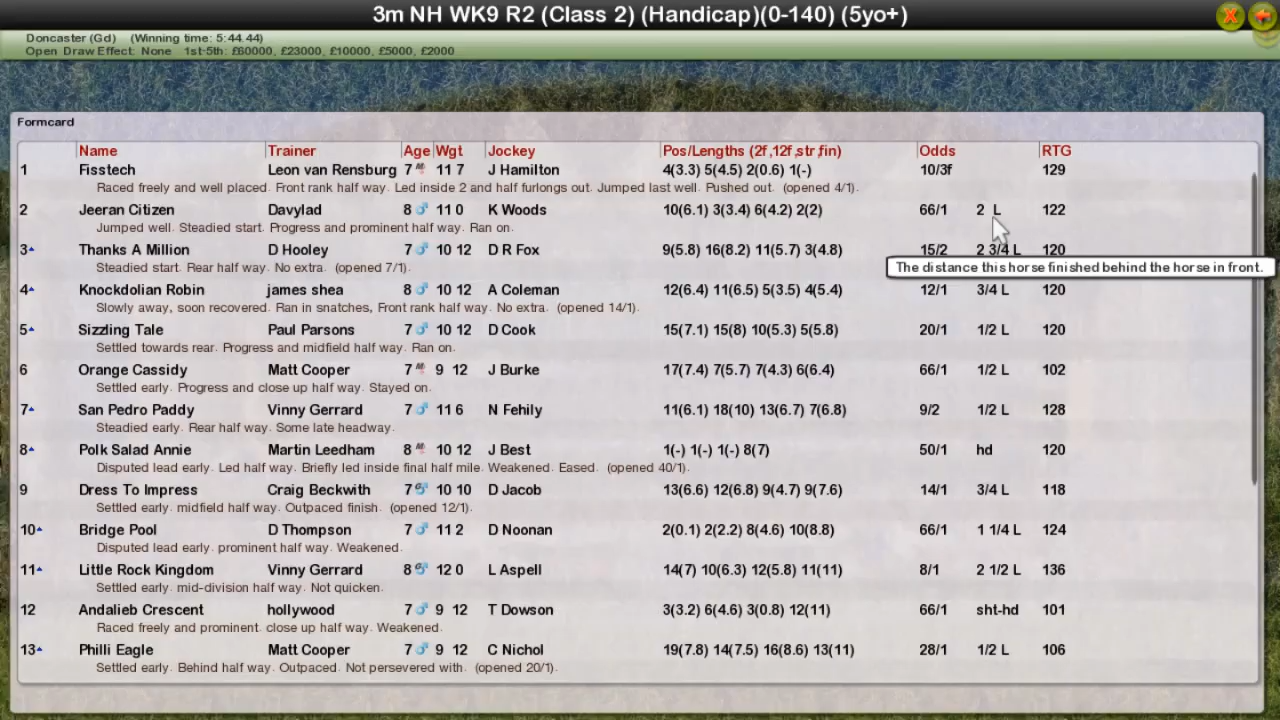 3m NH WK9 R2 (Class 2) (Handicap)(0-140) (5yo+)
Doncaster (Gd) (Winning time: 5:44.44)
Open Draw Effect: None 1st-5th: £60000, £23000, £10000, £5000, £2000
Formcard
Name Trainer Age Wgt Jockey Pos/Lengths (2f,12f,str,fin) Odds RTG
1 Fisstech Leon van Rensburg 7 11 7 J Hamilton 4(3.3) 5(4.5) 2(0.6) 1(-) 10/3f 129
Raced freely and well placed. Front rank half way. Led inside 2 and half furlongs out. Jumped last well. Pushed out. (opened 4/1).
2 Jeeran Citizen Davylad 8 11 0 K Woods 10(6.1) 3(3.4) 6(4.2) 2(2) 66/1 2 L 122
Jumped well. Steadied start. Progress and prominent half way. Ran on.
3 Thanks A Million D Hooley 7 10 12 D R Fox 9(5.8) 16(8.2) 11(5.7) 3(4.8) 15/2 2 3/4 L 120
Steadied start. Rear half way. No extra. (opened 7/1).
The distance this horse finished behind the horse in front.
4 Knockdolian Robin james shea 8 10 12 A Coleman 12(6.4) 11(6.5) 5(3.5) 4(5.4) 12/1 3/4 L 120
Slowly away, soon recovered. Ran in snatches, Front rank half way. No extra. (opened 14/1).
5 Sizzling Tale Paul Parsons 7 10 12 D Cook 15(7.1) 15(8) 10(5.3) 5(5.8) 20/1 1/2 L 120
Settled towards rear. Progress and midfield half way. Ran on.
6 Orange Cassidy Matt Cooper 7 9 12 J Burke 17(7.4) 7(5.7) 7(4.3) 6(6.4) 66/1 1/2 L 102
Settled early. Progress and close up half way. Stayed on.
7 San Pedro Paddy Vinny Gerrard 7 11 6 N Fehily 11(6.1) 18(10) 13(6.7) 7(6.8) 9/2 1/2 L 128
Steadied early. Rear half way. Some late headway.
8 Polk Salad Annie Martin Leedham 8 10 12 J Best 1(-) 1(-) 1(-) 8(7) 50/1 hd 120
Disputed lead early. Led half way. Briefly led inside final half mile. Weakened. Eased. (opened 40/1).
9 Dress To Impress Craig Beckwith 7 10 10 D Jacob 13(6.6) 12(6.8) 9(4.7) 9(7.6) 14/1 3/4 L 118
Settled early. midfield half way. Outpaced finish. (opened 12/1).
10 Bridge Pool D Thompson 7 11 2 D Noonan 2(0.1) 2(2.2) 8(4.6) 10(8.8) 66/1 1 1/4 L 124
Disputed lead early. prominent half way. Weakened.
11 Little Rock Kingdom Vinny Gerrard 8 12 0 L Aspell 14(7) 10(6.3) 12(5.8) 11(11) 8/1 2 1/2 L 136
Settled early. mid-division half way. Not quicken.
12 Andalieb Crescent hollywood 7 9 12 T Dowson 3(3.2) 6(4.6) 3(0.8) 12(11) 66/1 sht-hd 101
Raced freely and prominent. close up half way. Weakened.
13 Philli Eagle Matt Cooper 7 9 12 C Nichol 19(7.8) 14(7.5) 16(8.6) 13(11) 28/1 1/2 L 106
Settled early. Behind half way. Outpaced. Not persevered with. (opened 20/1).